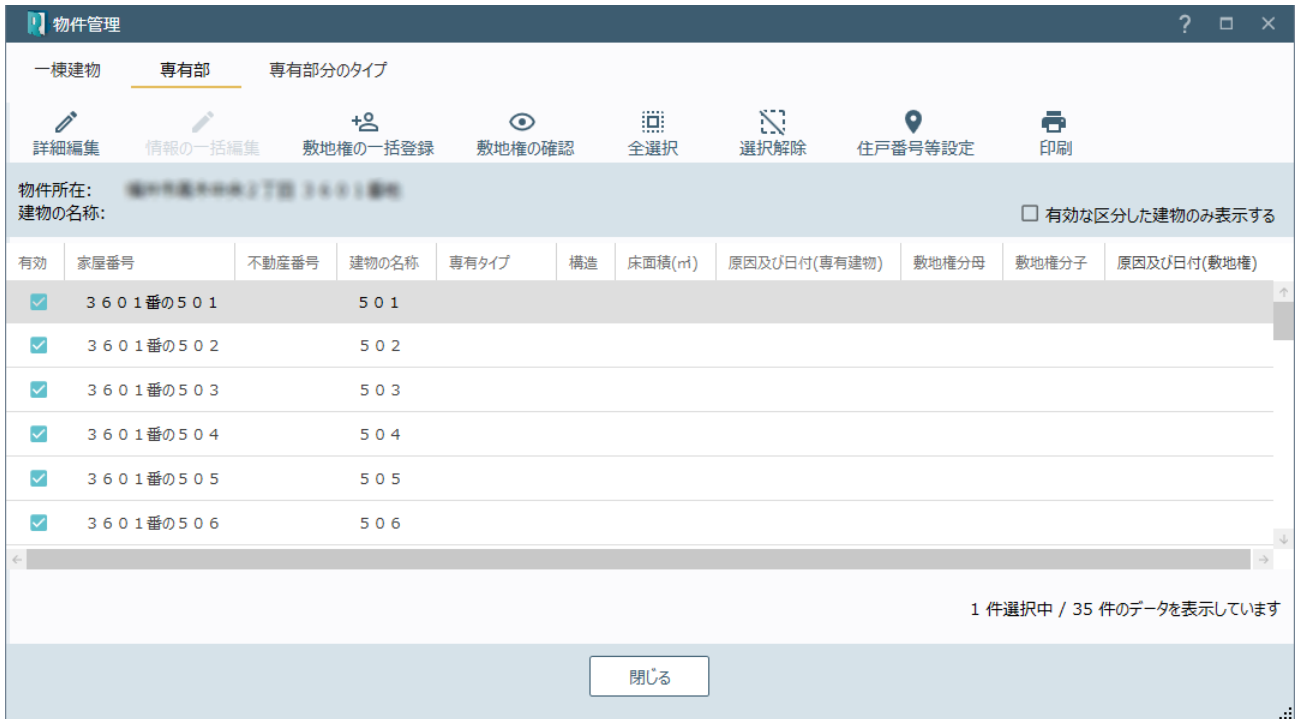 物件管理
一棟建物 専有部 専有部分のタイプ
詳細編集 情報の一括編集 敷地権の一括登録 敷地権の確認 全選択 選択解除 住戸番号等設定 印刷
物件所在:
建物の名称: 有効な区分した建物のみ表示する
有効 家屋番号 不動産番号 建物の名称 専有タイプ 構造 床面積(㎡) 原因及び日付(専有建物) 敷地権分母 敷地権分子 原因及び日付(敷地権)
３６０１番の５０１ ５０１
３６０１番の５０２ ５０２
３６０１番の５０３ ５０３
３６０１番の５０４ ５０４
３６０１番の５０５ ５０５
３６０１番の５０６ ５０６
1 件選択中 / 35 件のデータを表示しています
閉じる